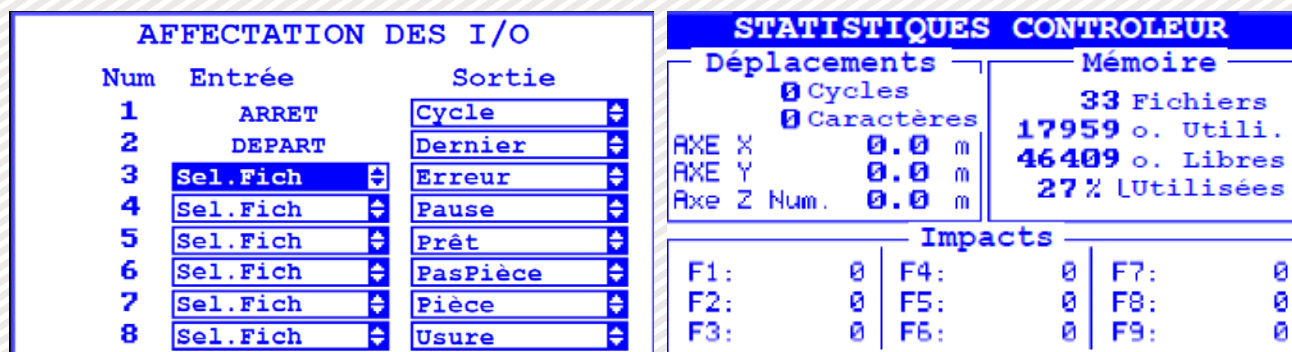 AFFECTATION DES I/O
Num Entrée Sortie
1 ARRET Cycle
2 DEPART Dernier
3 Sel.Fich Erreur
4 Sel.Fich Pause
5 Sel.Fich Prêt
6 Sel.Fich PasPièce
7 Sel.Fich Pièce
8 Sel.Fich Usure
STATISTIQUES CONTROLEUR
Déplacements
0 Cycles
0 Caractères
AXE X 0.0 m
AXE Y 0.0 m
Axe Z Num. 0.0 m
Mémoire
33 Fichiers
17959 o. Utili.
46409 o. Libres
27% Utilisées
Impacts
F1: 0 F4: 0 F7: 0
F2: 0 F5: 0 F8: 0
F3: 0 F6: 0 F9: 0